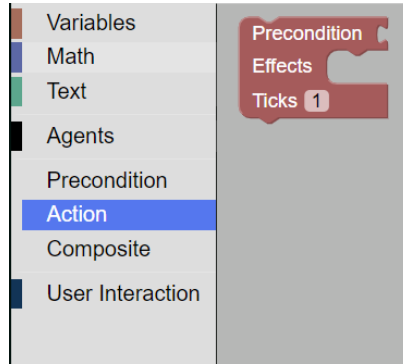 Variables
Math
Text
Agents
Precondition
Action
Composite
User Interaction
Precondition
Effects
Ticks 1